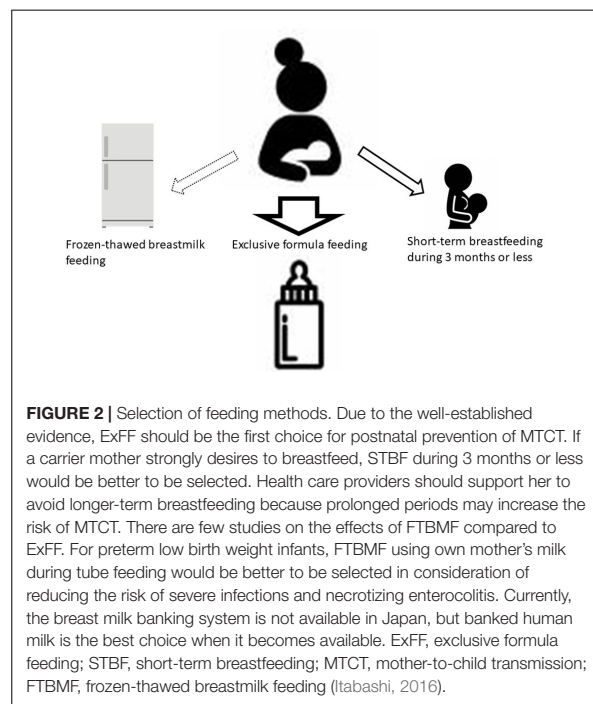 Frozen-thawed breastmilk
feeding
Exclusive formula feeding
Short-term breastfeeding
during 3 months or less
FIGURE 2 | Selection of feeding methods. Due to the well-established
evidence, ExFF should be the first choice for postnatal prevention of MTCT. If
a carrier mother strongly desires to breastfeed, STBF during 3 months or less
would be better to be selected. Health care providers should support her to
avoid longer-term breastfeeding because prolonged periods may increase the
risk of MTCT. There are few studies on the effects of FTBMF compared to
ExFF. For preterm low birth weight infants, FTBMF using own mother's milk
during tube feeding would be better to be selected in consideration of
reducing the risk of severe infections and necrotizing enterocolitis. Currently,
the breast milk banking system is not available in Japan, but banked human
milk is the best choice when it becomes available. ExFF, exclusive formula
feeding; STBF, short-term breastfeeding; MTCT, mother-to-child transmission;
FTBMF, frozen-thawed breastmilk feeding (Itabashi, 2016).